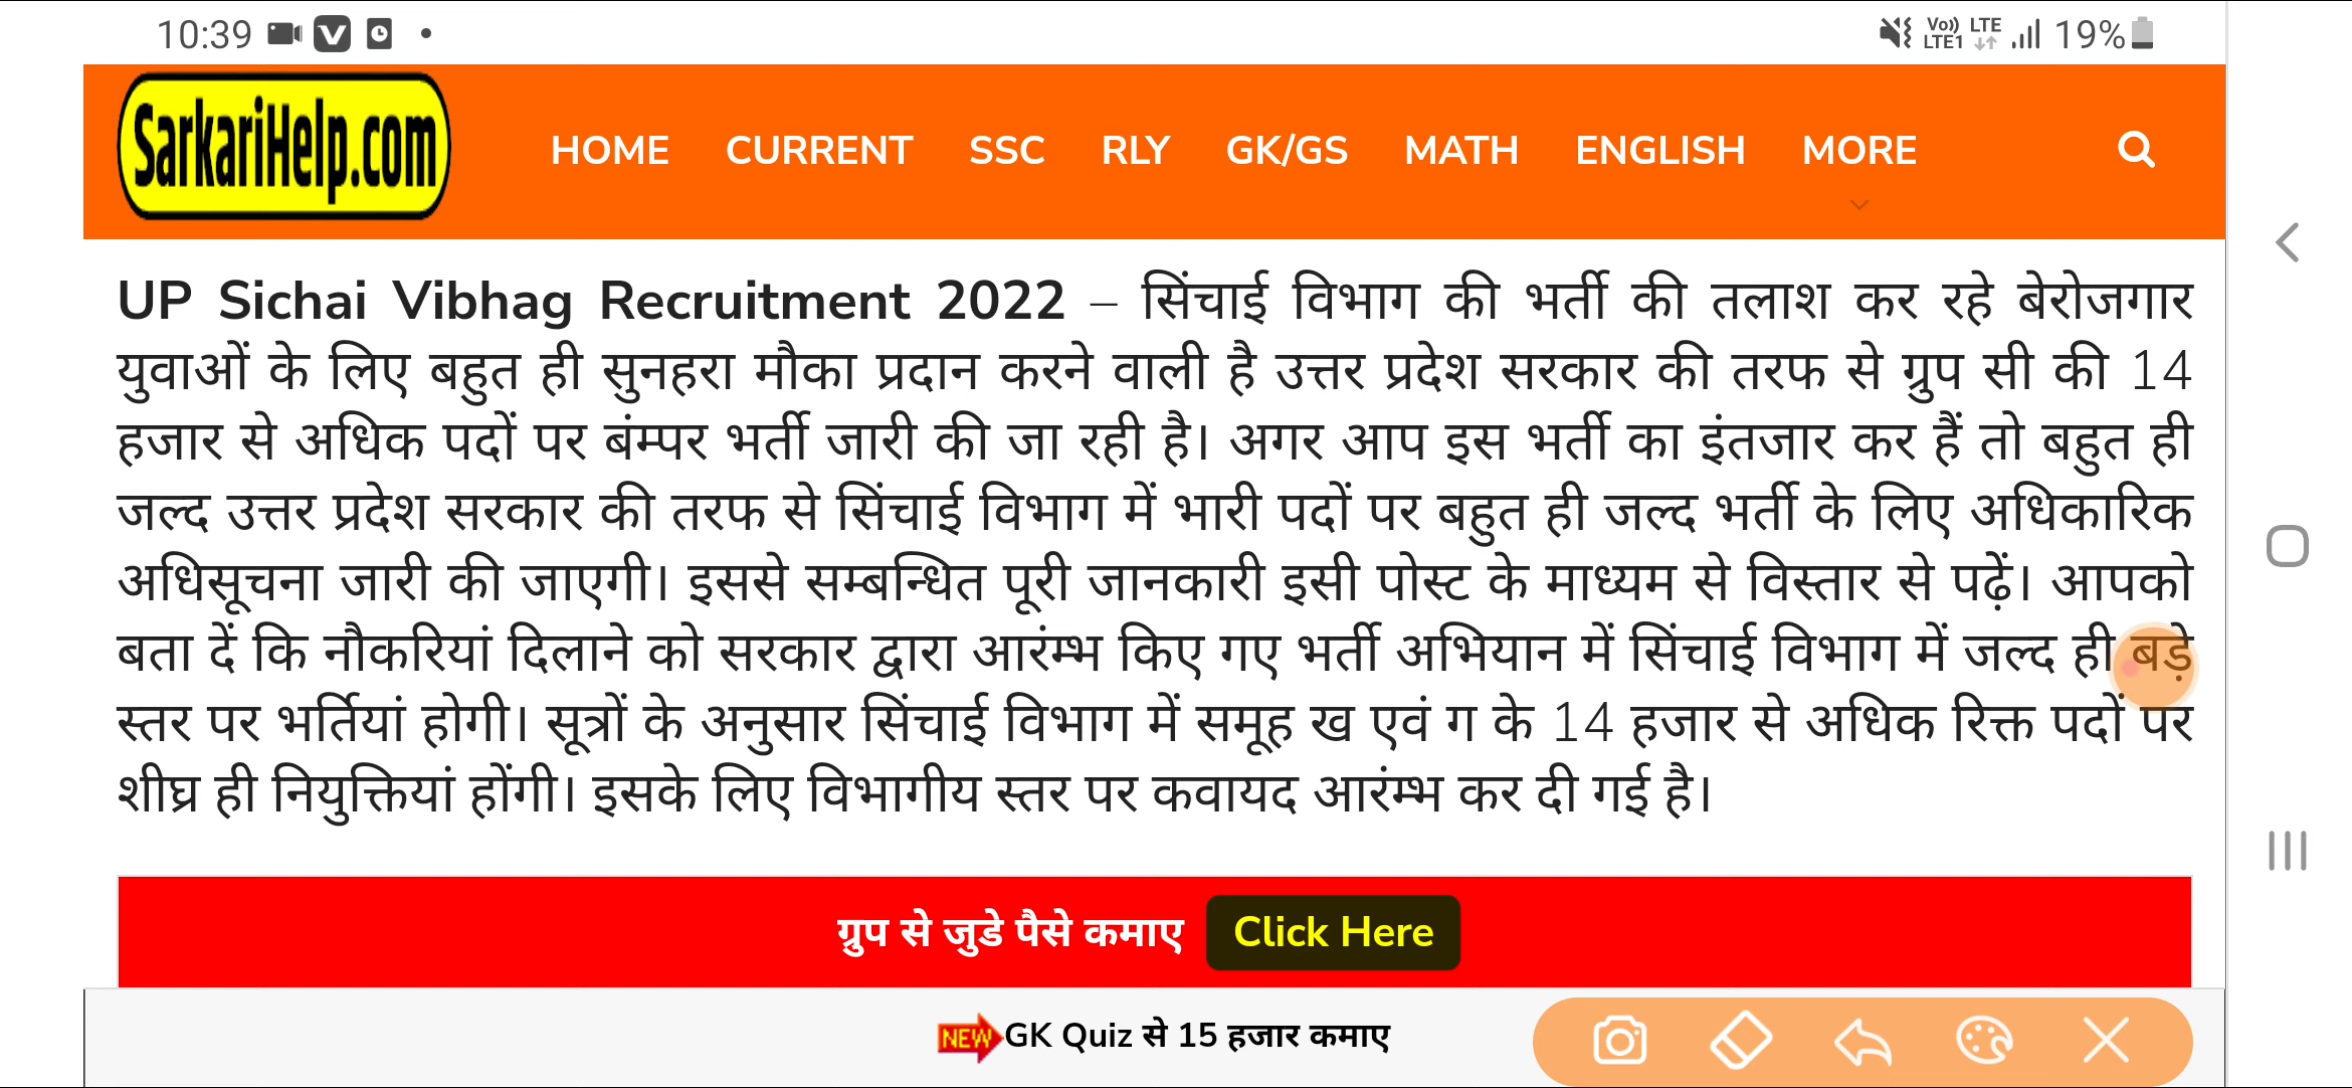 10:39
Vo)) LTE1 LTE 19%
SarkariHelp.com
HOME CURRENT SSC RLY GK/GS MATH ENGLISH MORE
UP Sichai Vibhag Recruitment 2022 – सिंचाई विभाग की भर्ती की तलाश कर रहे बेरोजगार
युवाओं के लिए बहुत ही सुनहरा मौका प्रदान करने वाली है उत्तर प्रदेश सरकार की तरफ से ग्रुप सी की 14
हजार से अधिक पदों पर बंम्पर भर्ती जारी की जा रही है। अगर आप इस भर्ती का इंतजार कर हैं तो बहुत ही
जल्द उत्तर प्रदेश सरकार की तरफ से सिंचाई विभाग में भारी पदों पर बहुत ही जल्द भर्ती के लिए अधिकारिक
अधिसूचना जारी की जाएगी। इससे सम्बन्धित पूरी जानकारी इसी पोस्ट के माध्यम से विस्तार से पढ़ें। आपको
बता दें कि नौकरियां दिलाने को सरकार द्वारा आरंम्भ किए गए भर्ती अभियान में सिंचाई विभाग में जल्द ही बड़े
स्तर पर भर्तियां होगी। सूत्रों के अनुसार सिंचाई विभाग में समूह ख एवं ग के 14 हजार से अधिक रिक्त पदों पर
शीघ्र ही नियुक्तियां होंगी। इसके लिए विभागीय स्तर पर कवायद आरंम्भ कर दी गई है।
ग्रुप से जुडे पैसे कमाए Click Here
NEW GK Quiz से 15 हजार कमाए